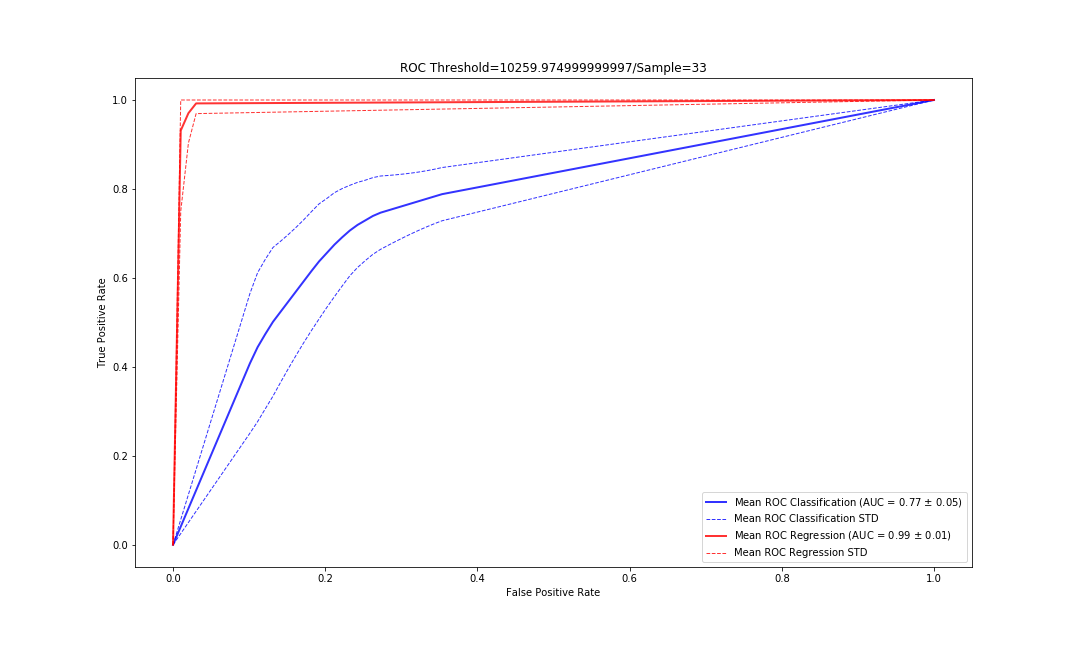 ROC Threshold=10259.974999999997/Sample=33
1.0
0.8
0.6
0.4
0.2
0.0
True Positive Rate
Mean ROC Classification (AUC = 0.77 ± 0.05)
Mean ROC Classification STD
Mean ROC Regression (AUC = 0.99 ± 0.01)
Mean ROC Regression STD
0.0 0.2 0.4 0.6 0.8 1.0
False Positive Rate